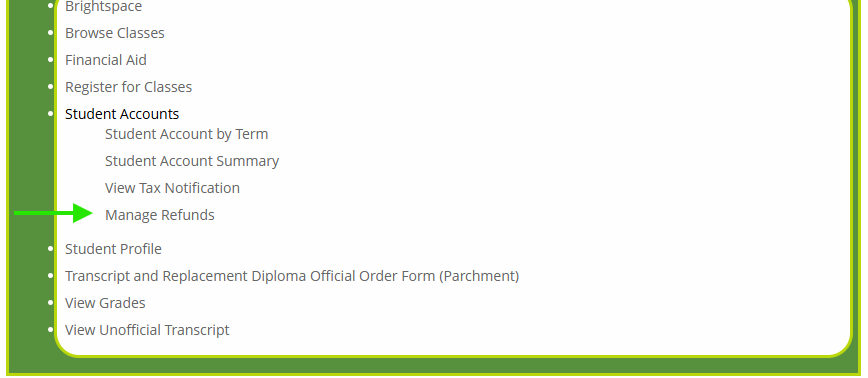 Brightspace
Browse Classes
Financial Aid
Register for Classes
Student Accounts
Student Account by Term
Student Account Summary
View Tax Notification
Manage Refunds
Student Profile
Transcript and Replacement Diploma Official Order Form (Parchment)
View Grades
View Unofficial Transcript